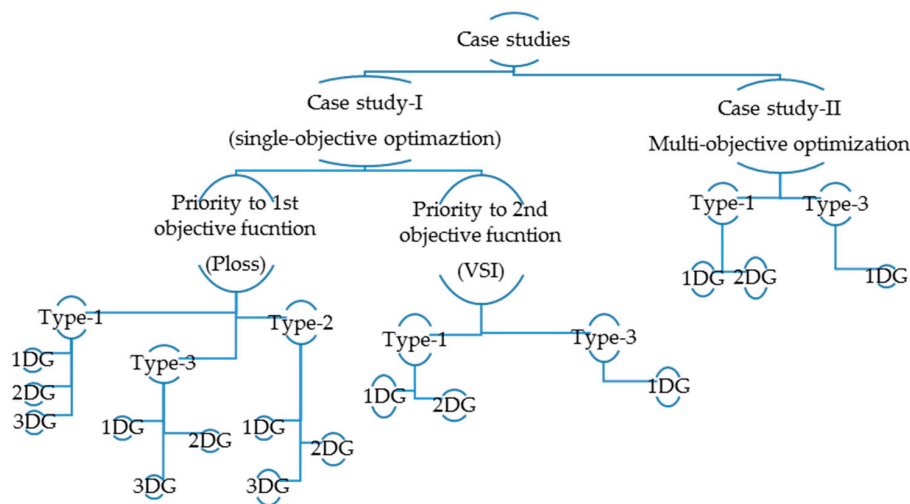 Case studies
Case study-I
(single-objective optimaztion)
Case study-II
Multi-objective optimization
Priority to 1st
objective fucntion
(Ploss)
Priority to 2nd
objective fucntion
(VSI)
Type-1
Type-3
1DG
2DG
1DG
Type-1
1DG
2DG
3DG
Type-3
1DG
2DG
3DG
Type-2
1DG
2DG
3DG
Type-1
1DG
2DG
Type-3
1DG